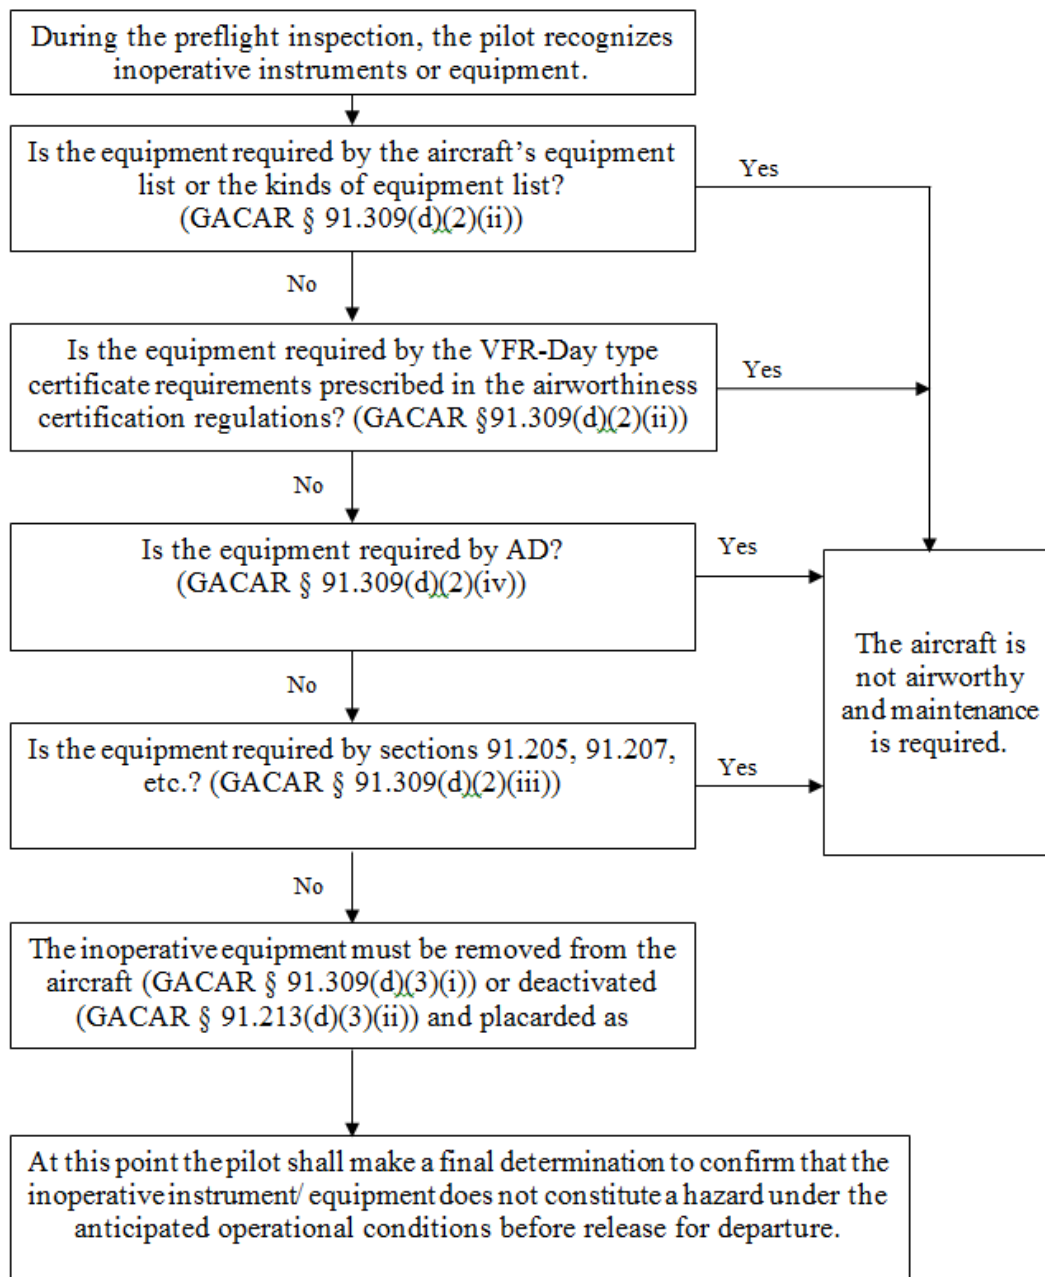 During the preflight inspection, the pilot recognizes
inoperative instruments or equipment.
Is the equipment required by the aircraft's equipment
list or the kinds of equipment list?
(GACAR § 91.309(d)(2)(ii))
Yes
No
Is the equipment required by the VFR-Day type
certificate requirements prescribed in the airworthiness
certification regulations? (GACAR §91.309(d)(2)(ii))
Yes
No
Is the equipment required by AD?
(GACAR § 91.309(d)(2)(iv))
Yes
No
The aircraft is
not airworthy
and maintenance
is required.
Is the equipment required by sections 91.205, 91.207,
etc.? (GACAR § 91.309(d)(2)(iii))
Yes
No
The inoperative equipment must be removed from the
aircraft (GACAR § 91.309(d)(3)(i)) or deactivated
(GACAR § 91.213(d)(3)(ii)) and placarded as
At this point the pilot shall make a final determination to confirm that the
inoperative instrument/ equipment does not constitute a hazard under the
anticipated operational conditions before release for departure.